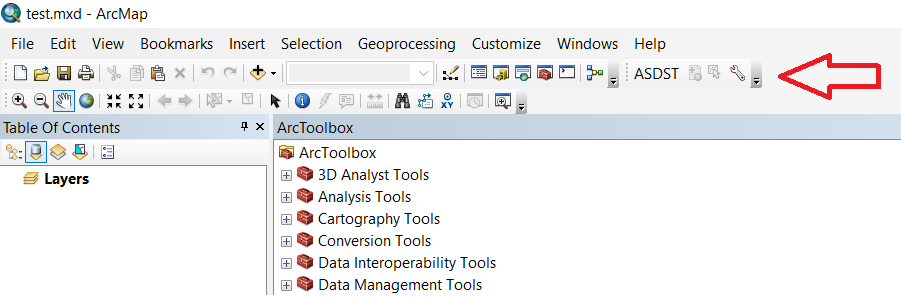 test.mxd - ArcMap
File Edit View Bookmarks Insert Selection Geoprocessing Customize Windows Help
ASDST
XY
Table Of Contents
ArcToolbox
ArcToolbox
Layers
3D Analyst Tools
Analysis Tools
Cartography Tools
Conversion Tools
Data Interoperability Tools
Data Management Tools